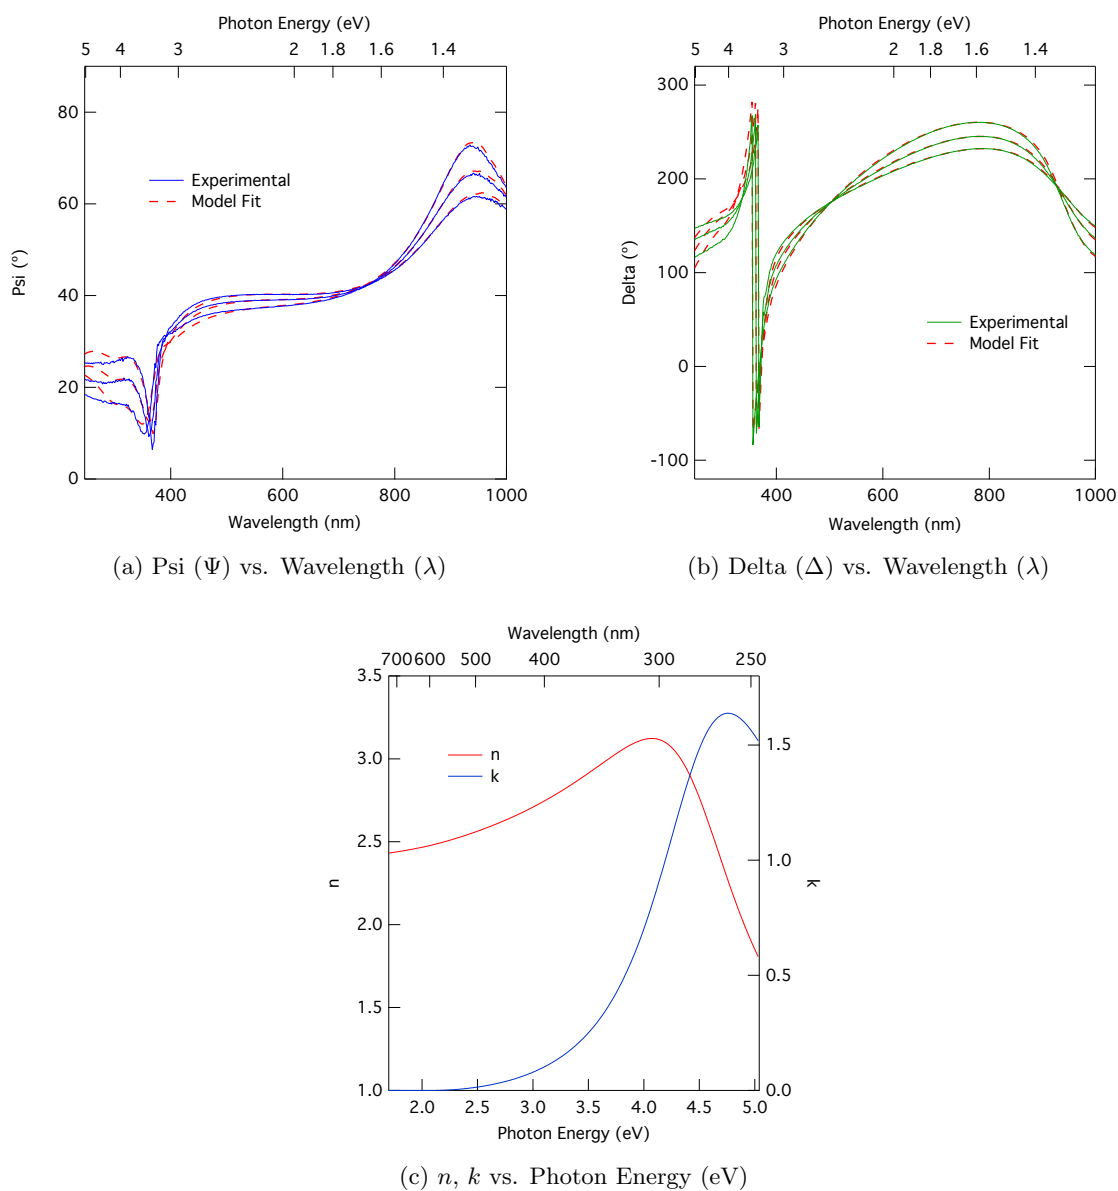 Photon Energy (eV)
5 4 3 2 1.8 1.6 1.4
80
60
40
20
0
Psi (°)
Experimental
Model Fit
400 600 800 1000
Wavelength (nm)
(a) Psi (Ψ) vs. Wavelength (λ)
Photon Energy (eV)
5 4 3 2 1.8 1.6 1.4
300
200
100
0
-100
Delta (°)
Experimental
Model Fit
400 600 800 1000
Wavelength (nm)
(b) Delta (Δ) vs. Wavelength (λ)
Wavelength (nm)
700 600 500 400 300 250
3.5
3.0
2.5
2.0
1.5
1.0
n
n
k
1.5
1.0
0.5
0.0
k
2.0 2.5 3.0 3.5 4.0 4.5 5.0
Photon Energy (eV)
(c) n, k vs. Photon Energy (eV)